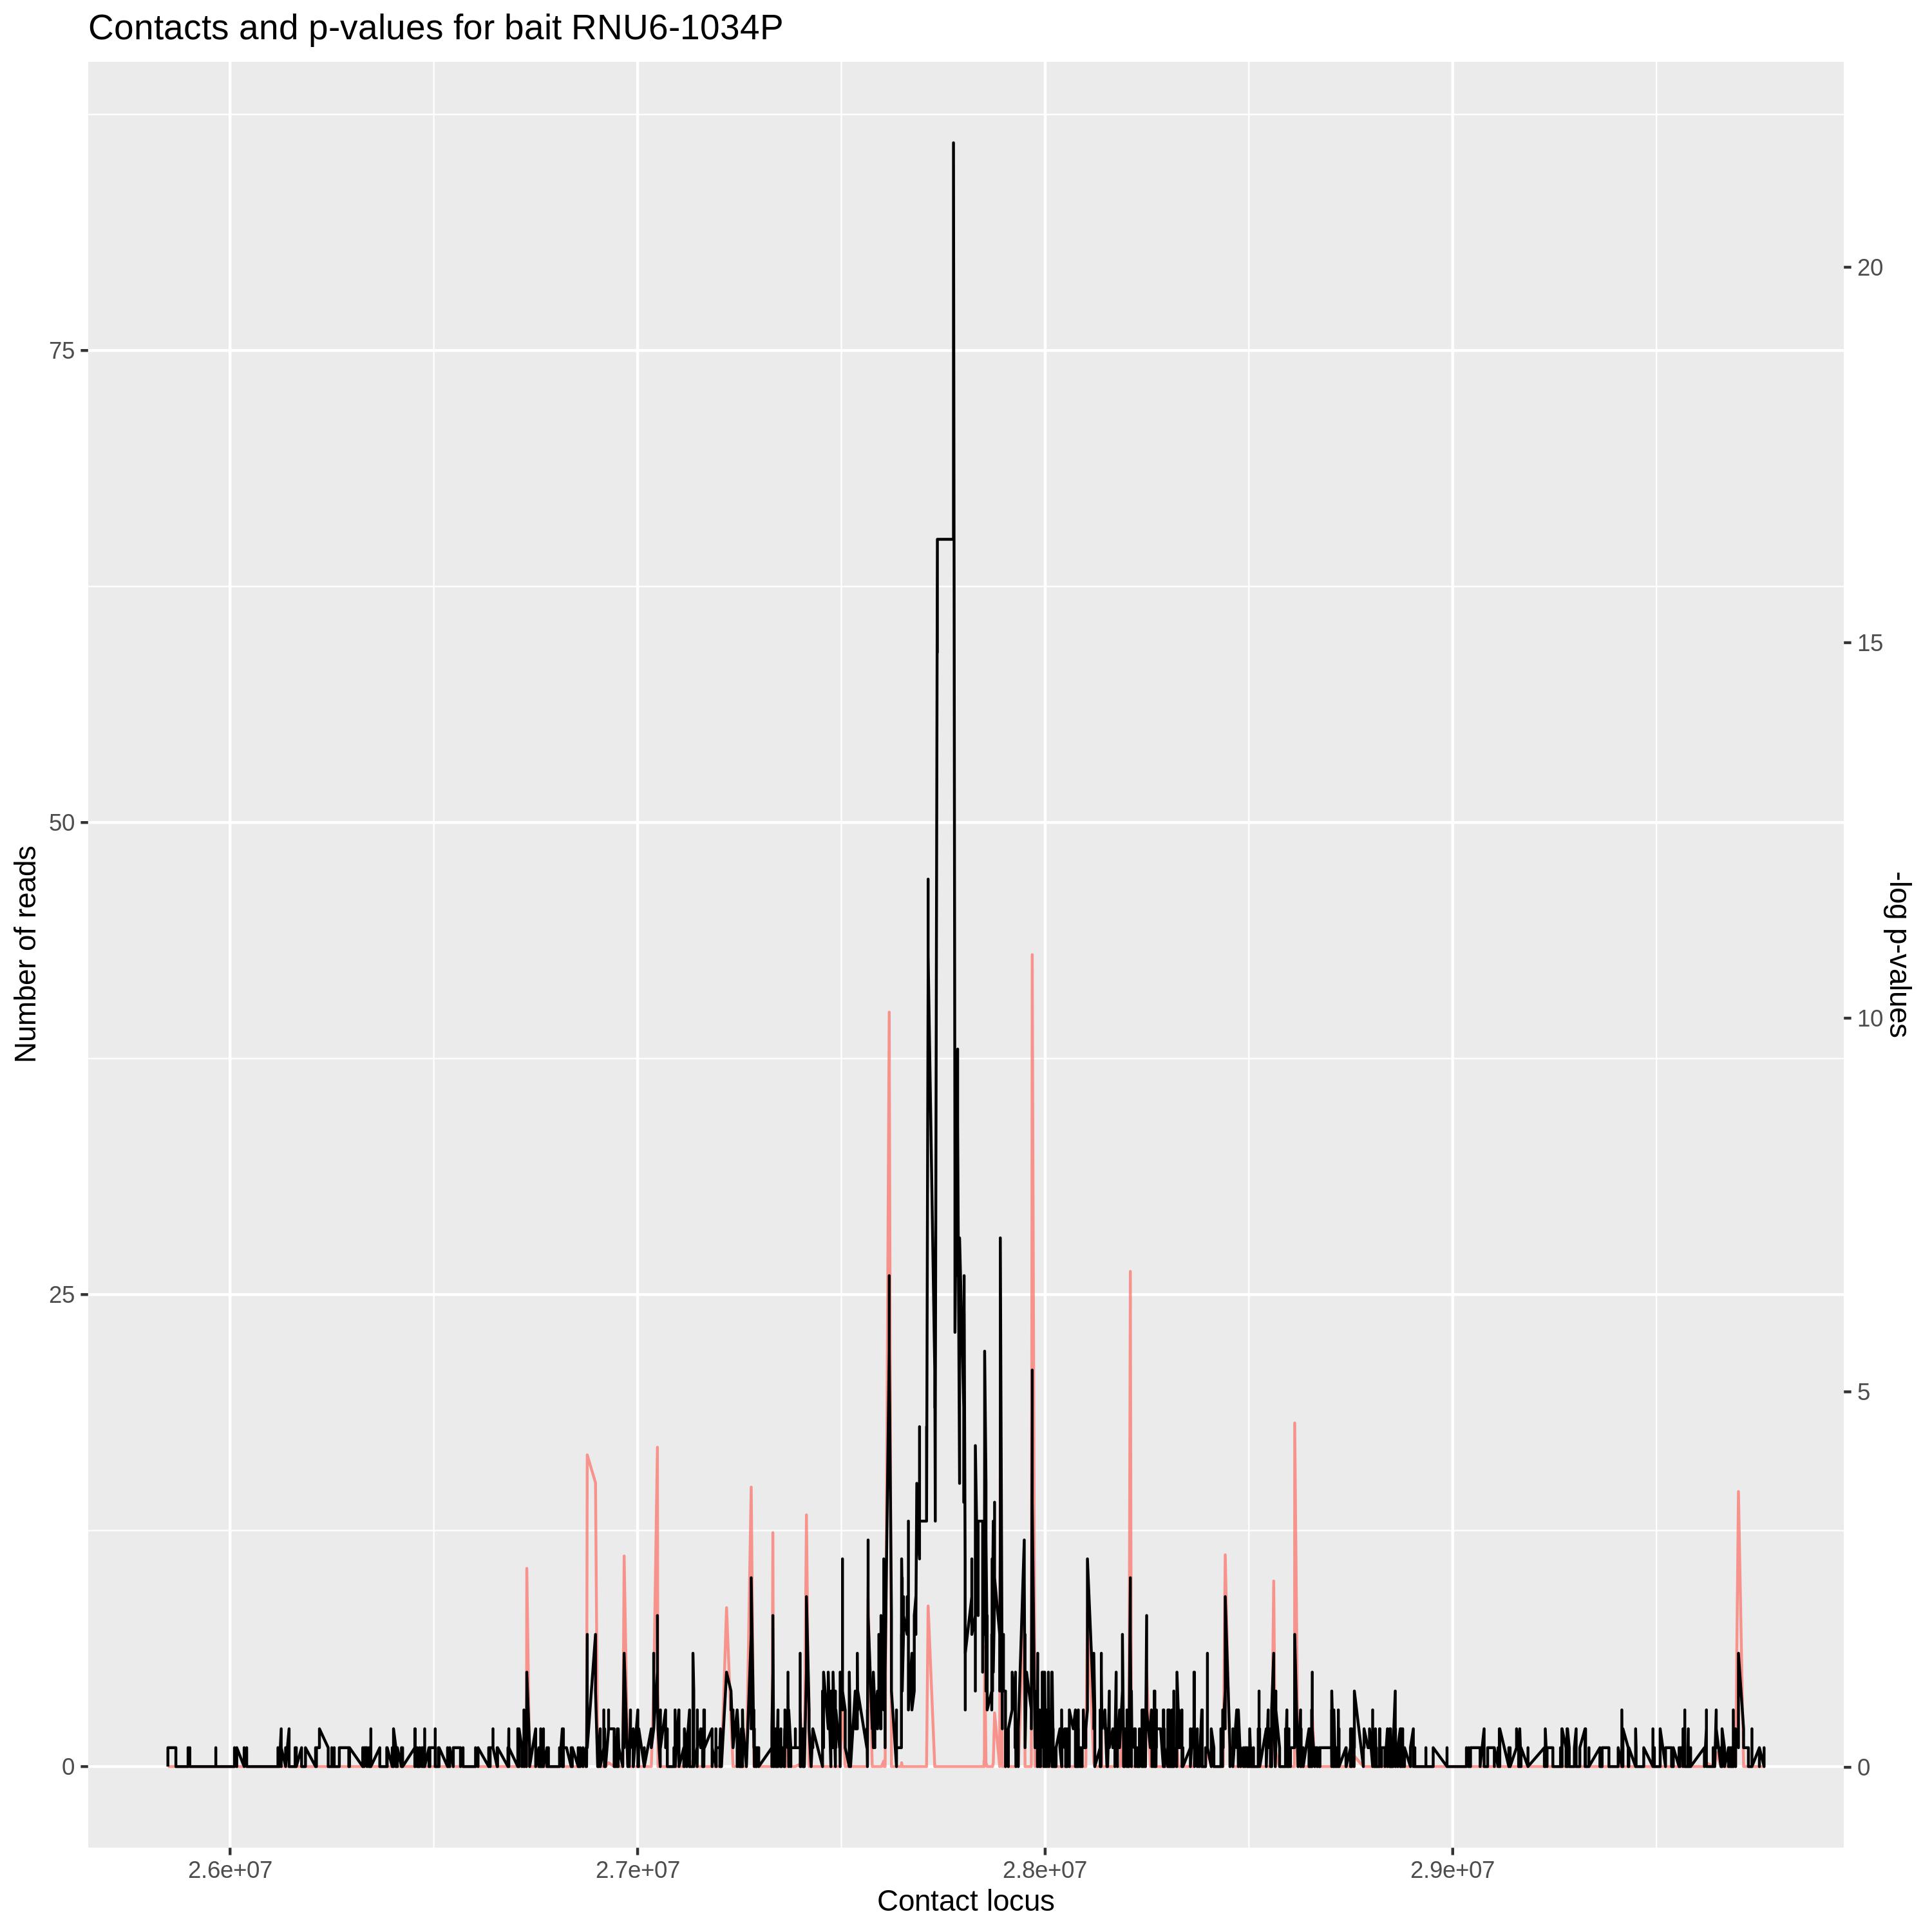 Contacts and p-values for bait RNU6-1034P
75
50
25
0
Number of reads
20
15
10
5
0
-log p-values
2.6e+07
2.7e+07
2.8e+07
2.9e+07
Contact locus